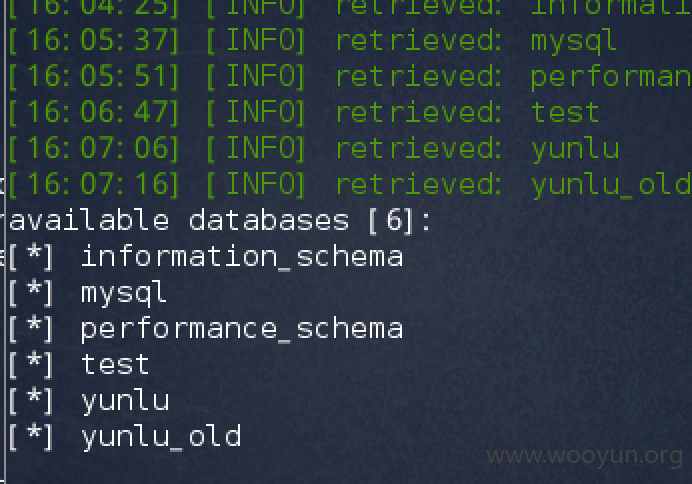 [16:04:25] [INFO] retrieved: informati
[16:05:37] [INFO] retrieved: mysql
[16:05:51] [INFO] retrieved: performan
[16:06:47] [INFO] retrieved: test
[16:07:06] [INFO] retrieved: yunlu
[16:07:16] [INFO] retrieved: yunlu_old
available databases [6]:
[*] information_schema
[*] mysql
[*] performance_schema
[*] test
[*] yunlu
[*] yunlu_old
www.wooyun.org